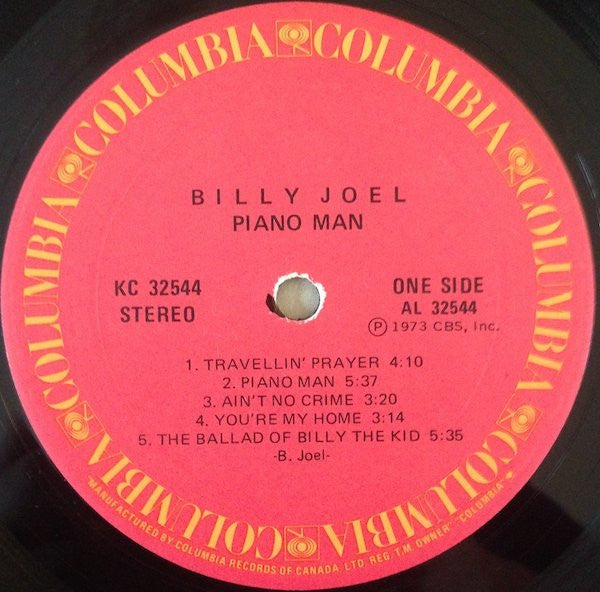 COLUMBIA COLUMBIA COLUMBIA COLUMBIA COLUMBIA COLUMBIA
BILLY JOEL
PIANO MAN
KC 32544
STEREO
ONE SIDE
AL 32544
Ⓟ 1973 CBS, Inc.
1. TRAVELLIN' PRAYER 4:10
2. PIANO MAN 5:37
3. AIN'T NO CRIME 3:20
4. YOU'RE MY HOME 3:14
5. THE BALLAD OF BILLY THE KID 5:35
-B. Joel-
"MANUFACTURED BY COLUMBIA RECORDS OF CANADA, LTD. REG. T.M. OWNER" "COLUMBIA"